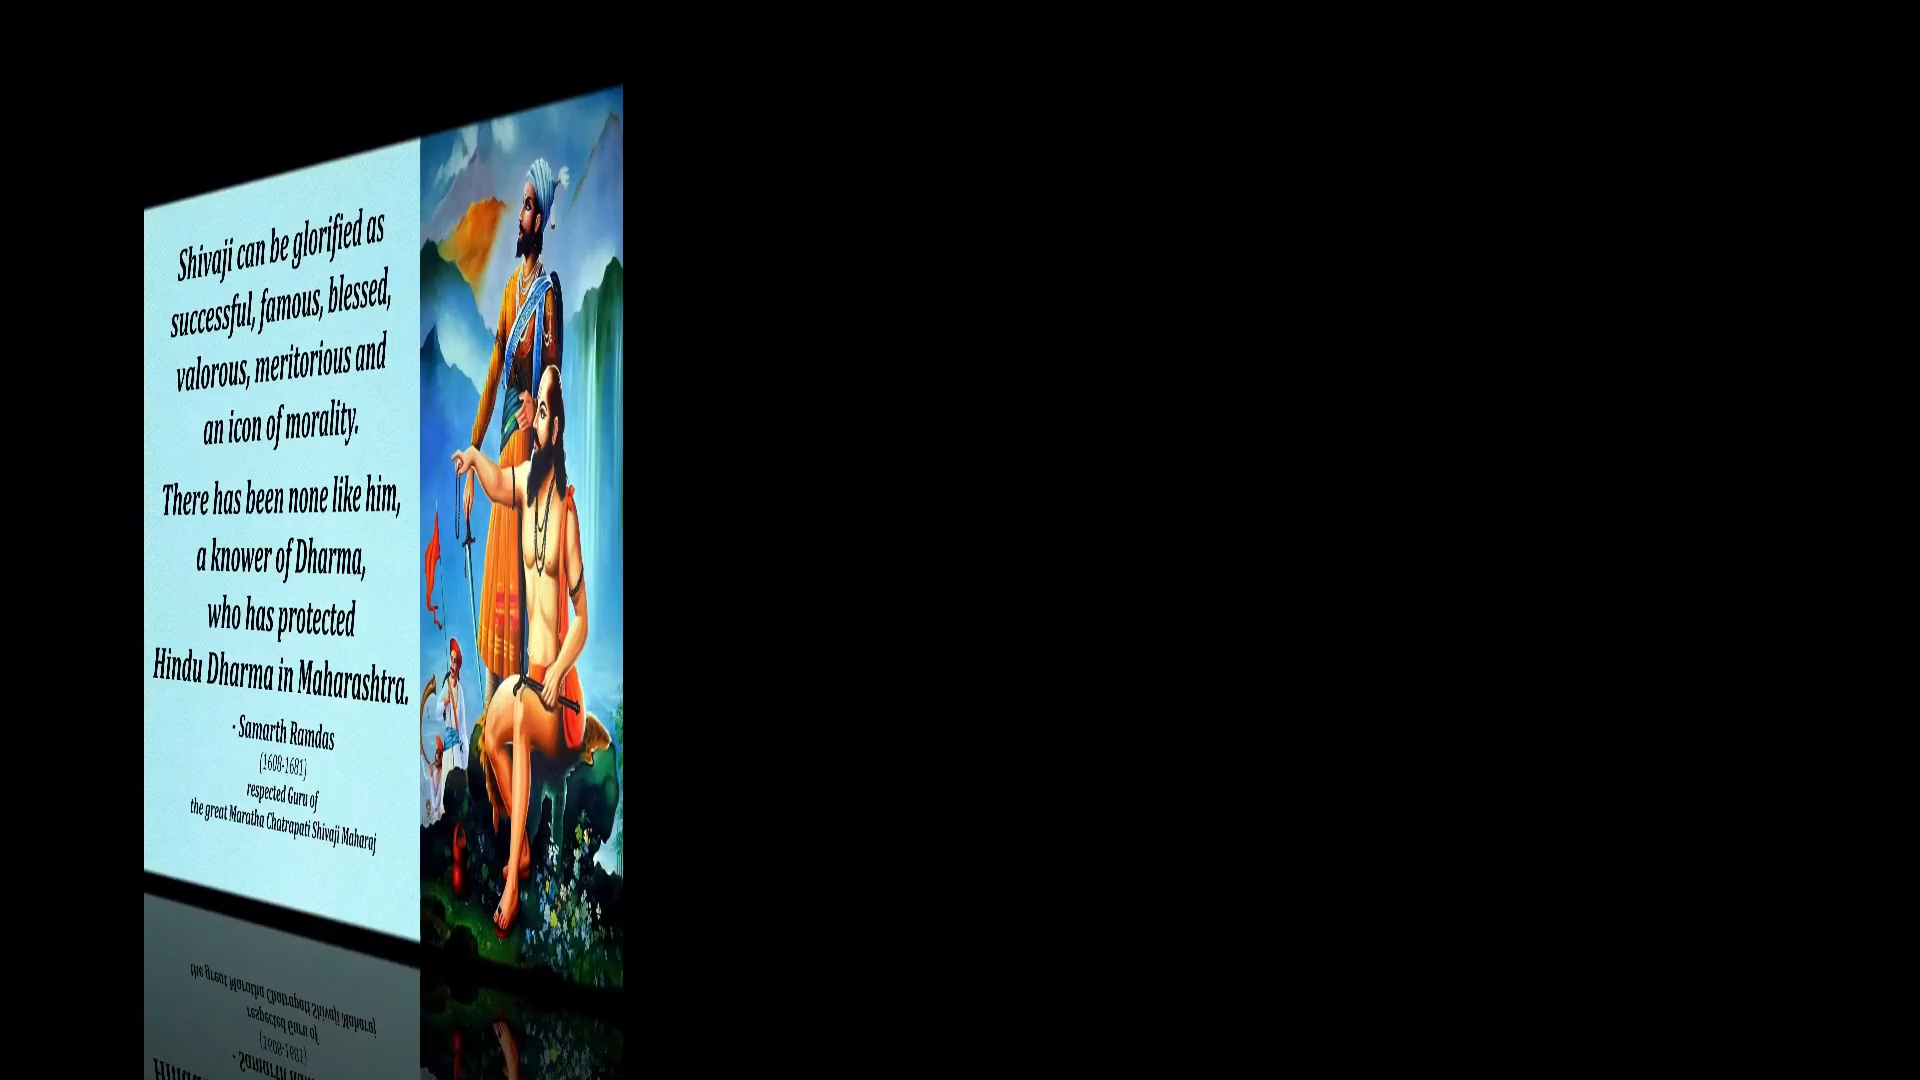 Shivaji can be glorified as
successful, famous, blessed,
valorous, meritorious and
an icon of morality.
There has been none like him,
a knower of Dharma,
who has protected
Hindu Dharma in Maharashtra.
- Samarth Ramdas
(1608-1681)
respected Guru of
the great Maratha Chatrapati Shivaji Maharaj